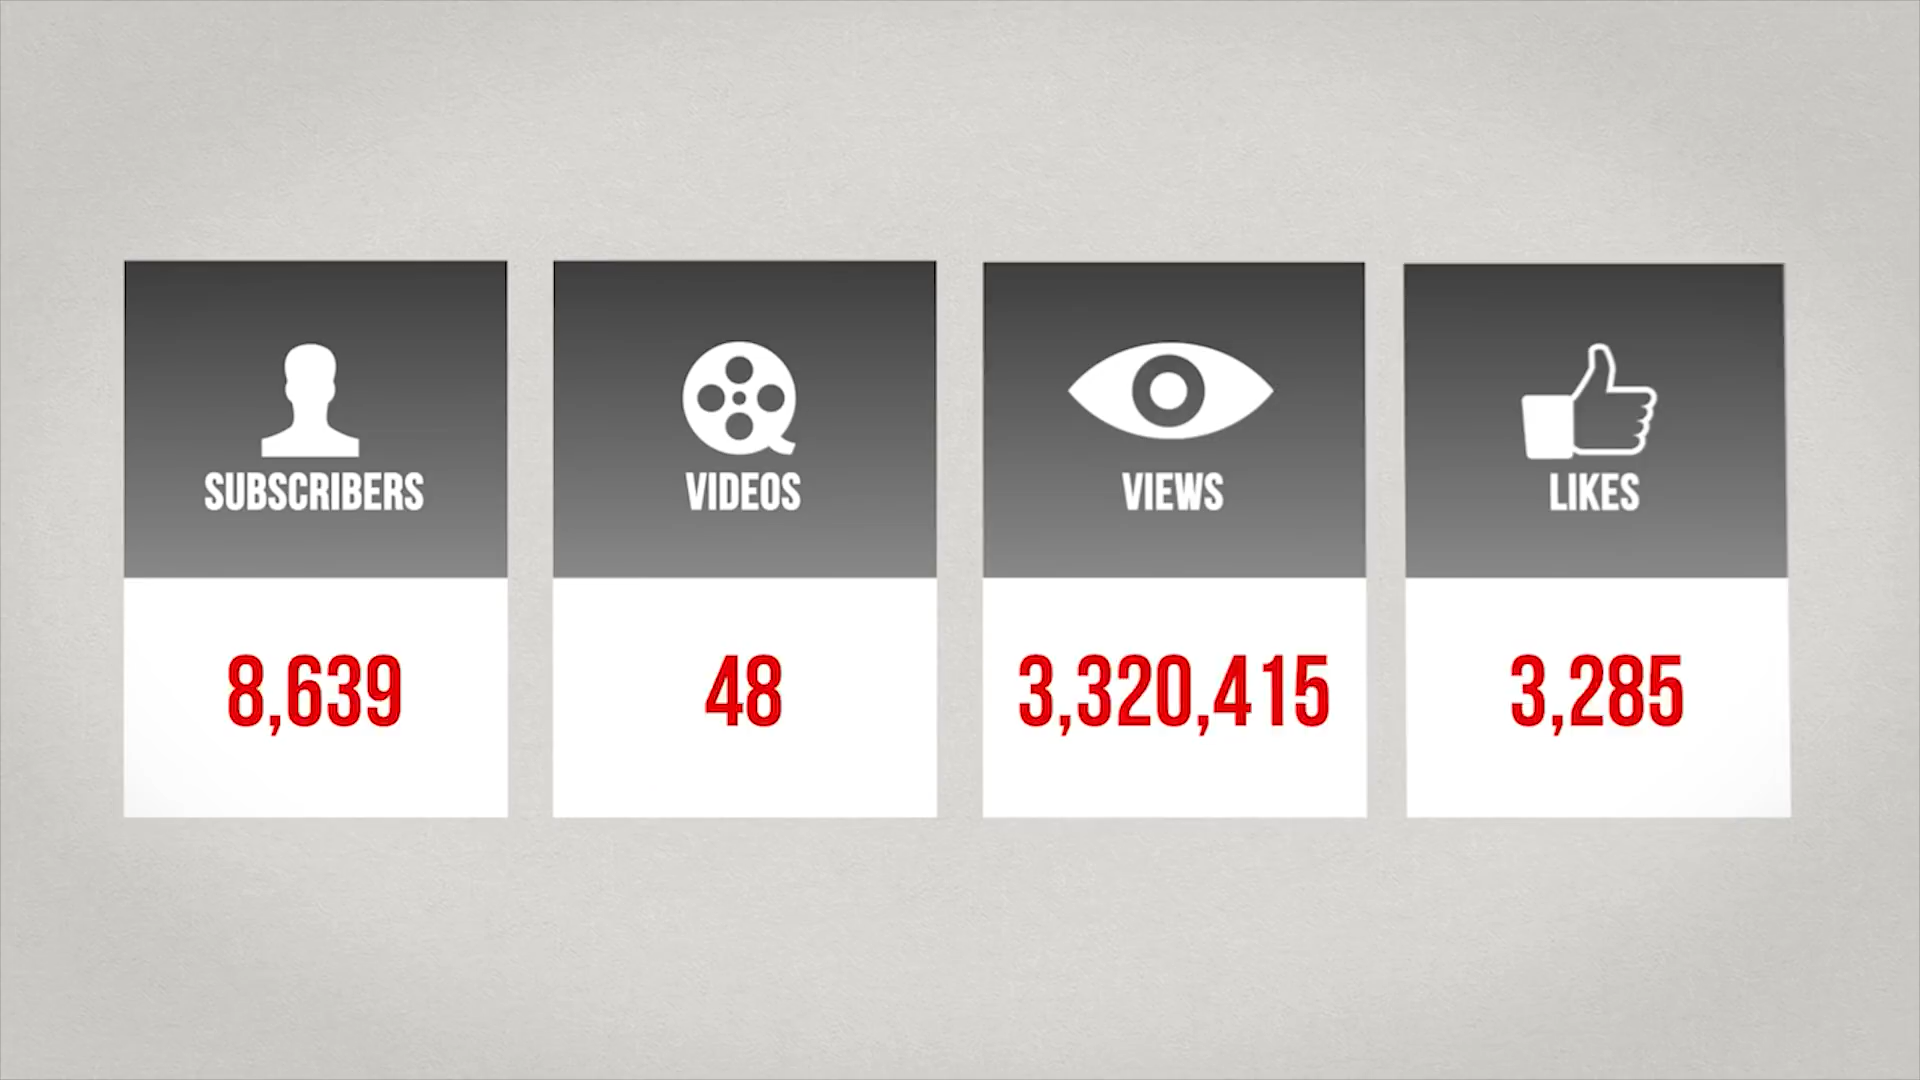 SUBSCRIBERS
VIDEOS
VIEWS
LIKES
8,639
48
3,320,415
3,285